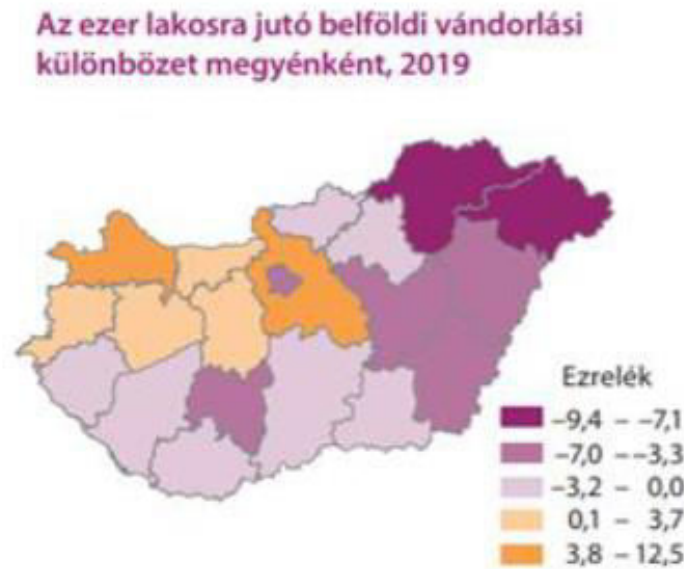 Az ezer lakosra jutó belföldi vándorlási
különbözet megyénként, 2019
Ezrelék
–9,4 – –7,1
–7,0 – –3,3
–3,2 – 0,0
0,1 – 3,7
3,8 – 12,5